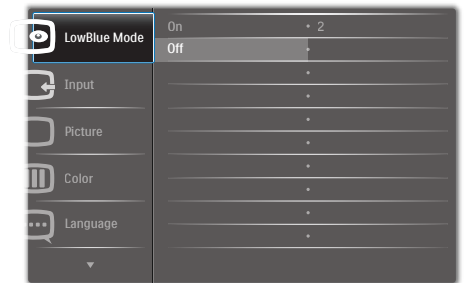 LowBlue Mode
On • 2
Off •
Input
Picture
Color
Language